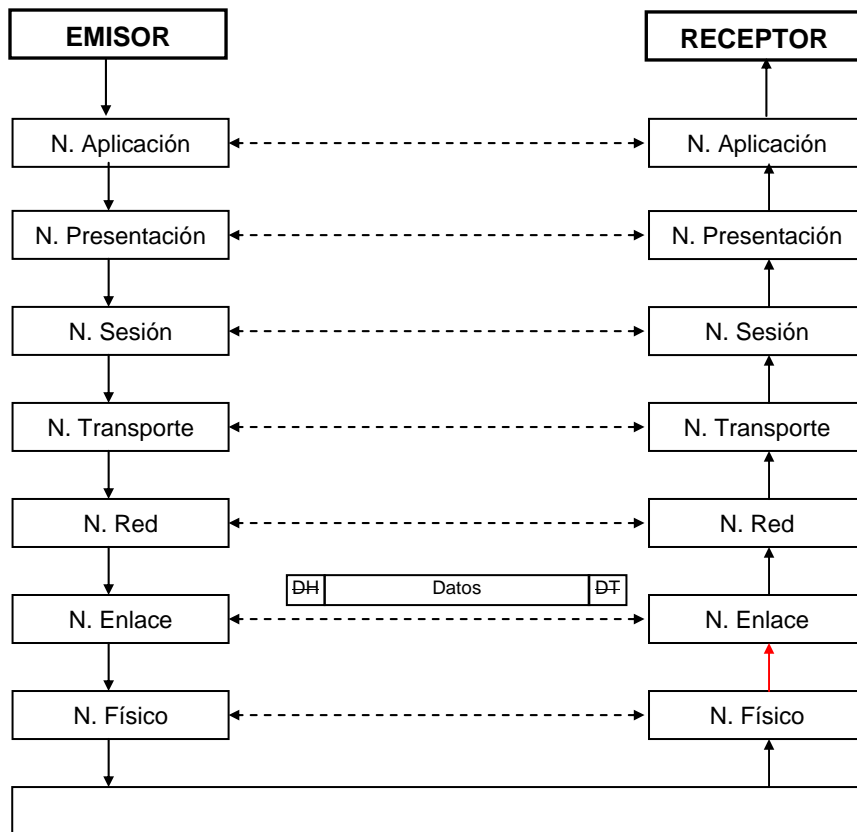 EMISOR
RECEPTOR
N. Aplicación
N. Aplicación
N. Presentación
N. Presentación
N. Sesión
N. Sesión
N. Transporte
N. Transporte
N. Red
N. Red
DH Datos DT
N. Enlace
N. Enlace
N. Físico
N. Físico